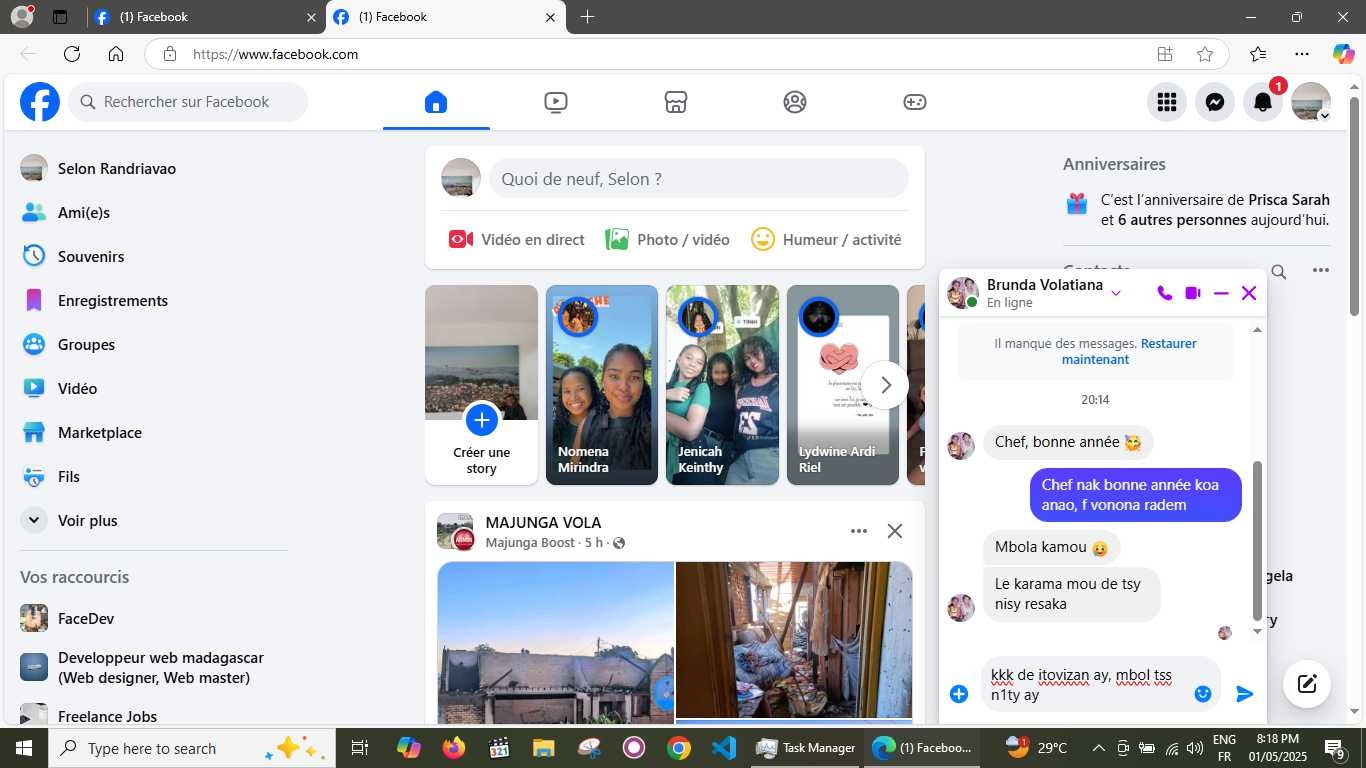 (1) Facebook
(1) Facebook
https://www.facebook.com
Rechercher sur Facebook
1
Selon Randriavao
Ami(e)s
Souvenirs
Enregistrements
Groupes
Vidéo
Marketplace
Fils
Voir plus
Vos raccourcis
FaceDev
Developpeur web madagascar
(Web designer, Web master)
Freelance Jobs
Quoi de neuf, Selon ?
Vidéo en direct
Photo / vidéo
Humeur / activité
Créer une
story
Nomena
Mirindra
Jenicah
Keinthy
Lydwine Ardi
Riel
MAJUNGA VOLA
Majunga Boost · 5 h ·
Anniversaires
C'est l'anniversaire de Prisca Sarah
et 6 autres personnes aujourd'hui.
Contacts
Brunda Volatiana
En ligne
Il manque des messages. Restaurer
maintenant
20:14
Chef, bonne année 🥰
Chef nak bonne année koa
anao, f vonona radem
Mbola kamou 😥
Le karama mou de tsy
nisy resaka
kkk de itovizan ay, mbol tss
n1ty ay
gela
ry
Type here to search
321
Task Manager
(1) Faceboo...
1
29°C
ENG
FR
8:18 PM
01/05/2025
9